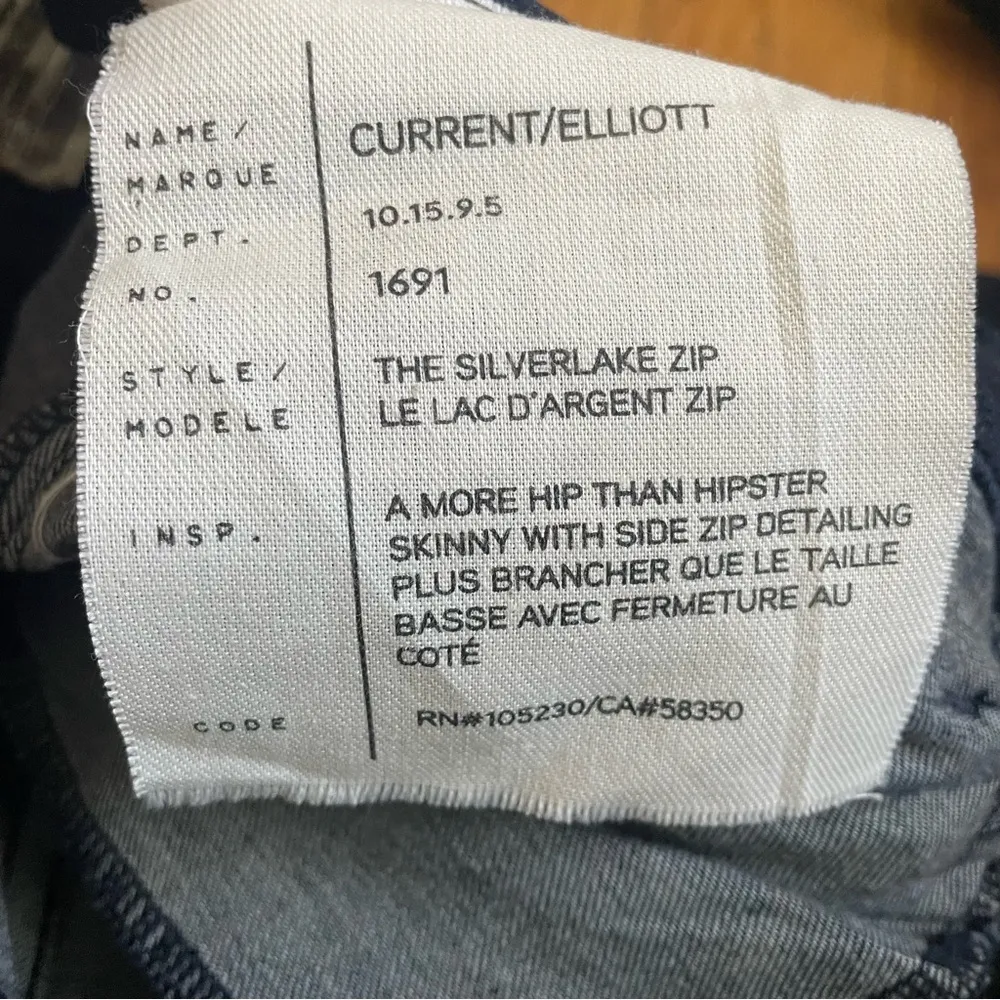 NAME / CURRENT/ELLIOTT
MARQUE
DEPT. 10.15.9.5
NO. 1691
STYLE / THE SILVERLAKE ZIP
MODELE LE LAC D'ARGENT ZIP
INSP. A MORE HIP THAN HIPSTER
SKINNY WITH SIDE ZIP DETAILING
PLUS BRANCHER QUE LE TAILLE
BASSE AVEC FERMETURE AU
COTÉ
CODE RN#105230/CA#58350